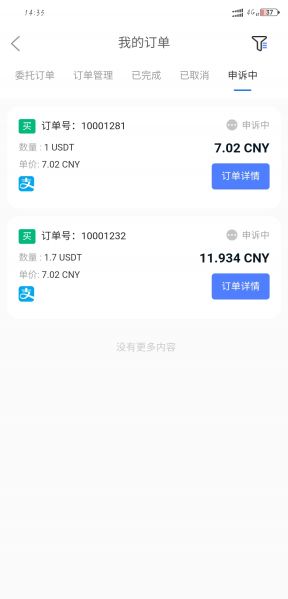 14:35
4G 37
我的订单
委托订单 订单管理 已完成 已取消 申诉中
买 订单号：10001281 申诉中
数量：1 USDT 7.02 CNY
单价: 7.02 CNY 订单详情
支
买 订单号：10001232 申诉中
数量：1.7 USDT 11.934 CNY
单价: 7.02 CNY 订单详情
支
没有更多内容